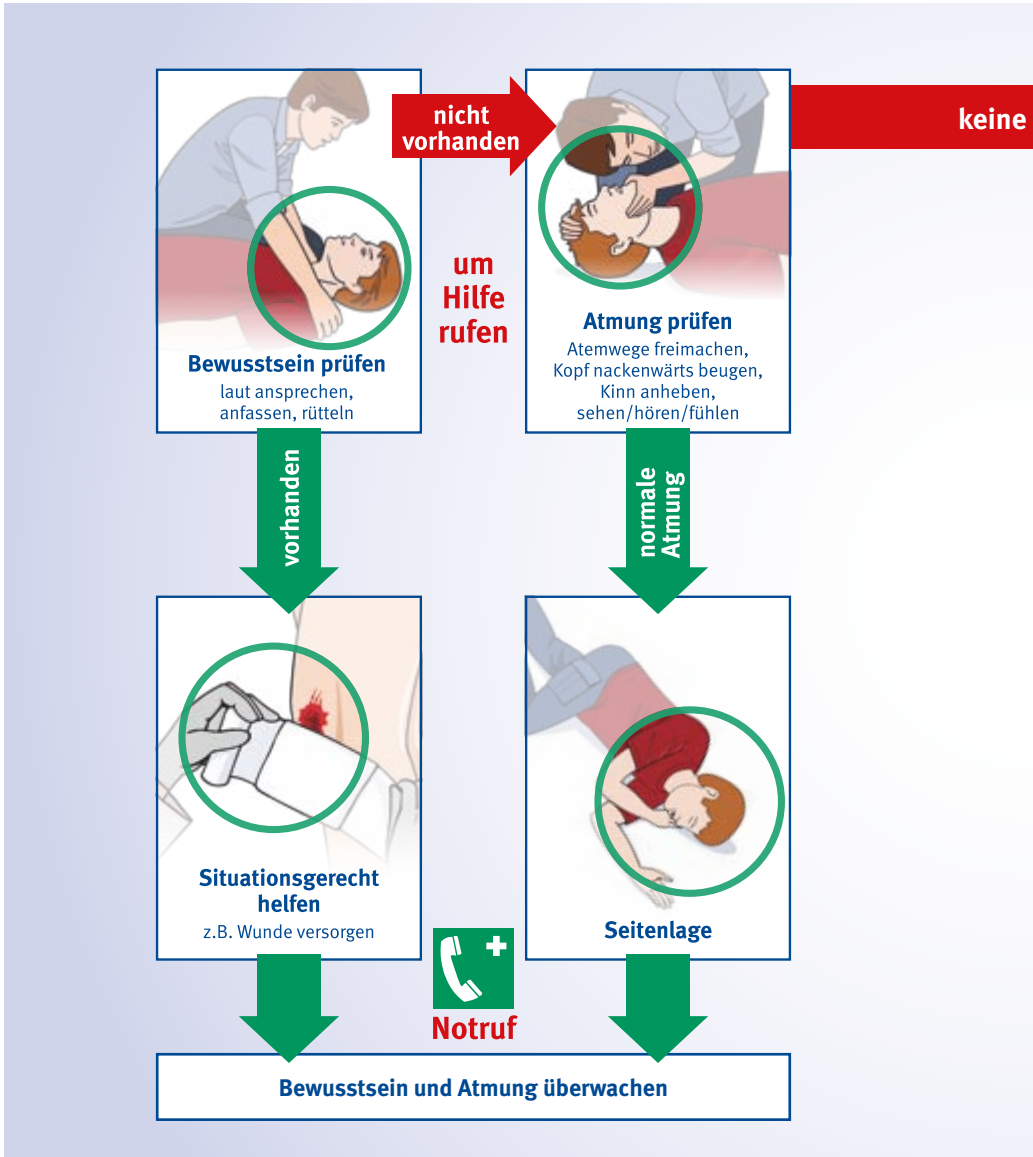 nicht
vorhanden
keine
um
Hilfe
rufen
Bewusstsein prüfen
laut ansprechen,
anfassen, rütteln
Atmung prüfen
Atemwege freimachen,
Kopf nackenwärts beugen,
Kinn anheben,
sehen/hören/fühlen
vorhanden
normale
Atmung
Situationsgerecht
helfen
z.B. Wunde versorgen
Seitenlage
Notruf
Bewusstsein und Atmung überwachen